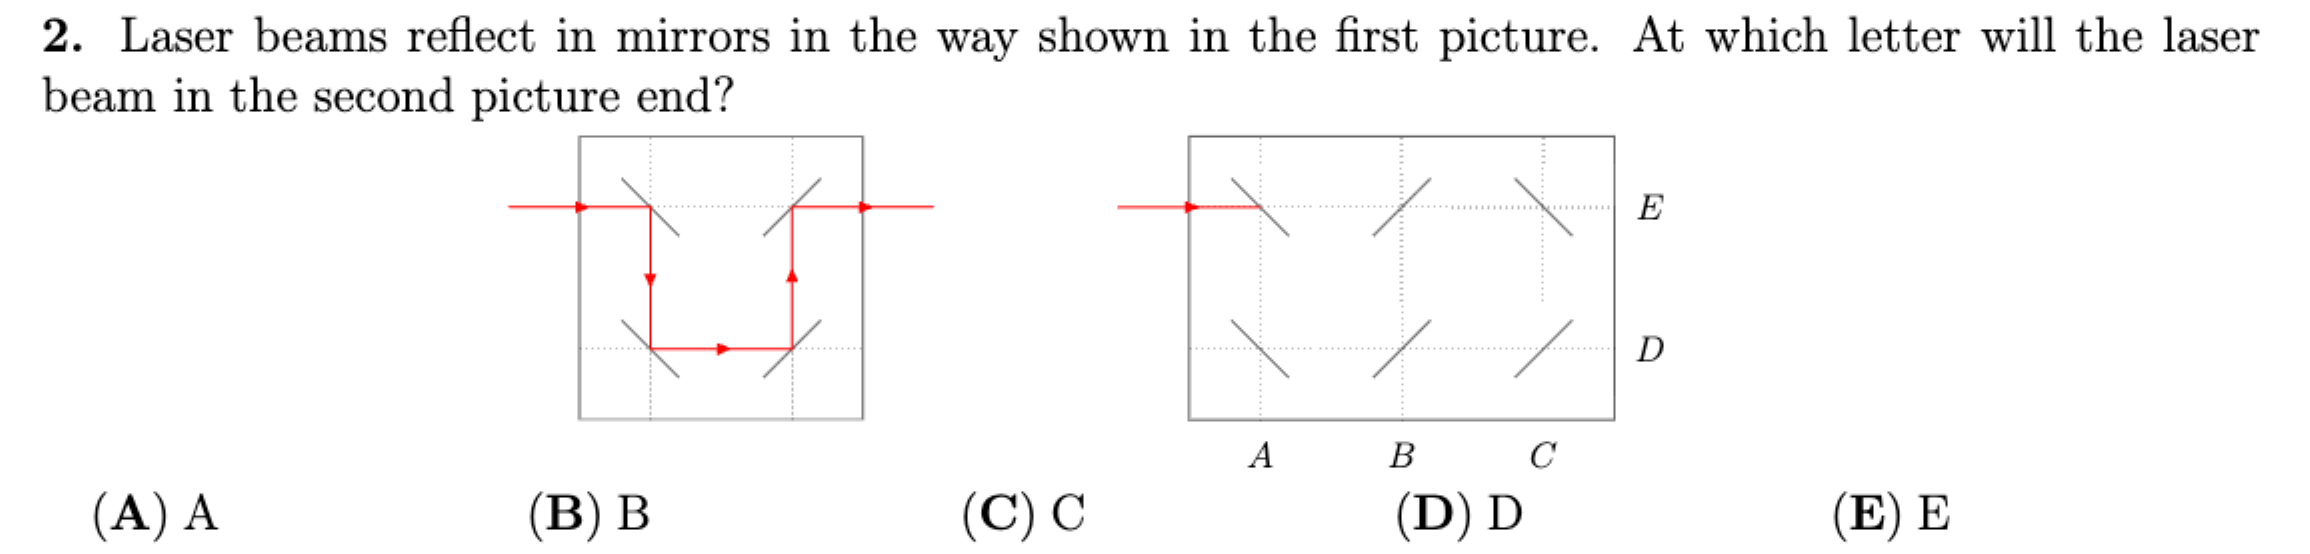 2. Laser beams reflect in mirrors in the way shown in the first picture. At which letter will the laser
beam in the second picture end?
E
D
A B C
(A) A (B) B (C) C (D) D (E) E